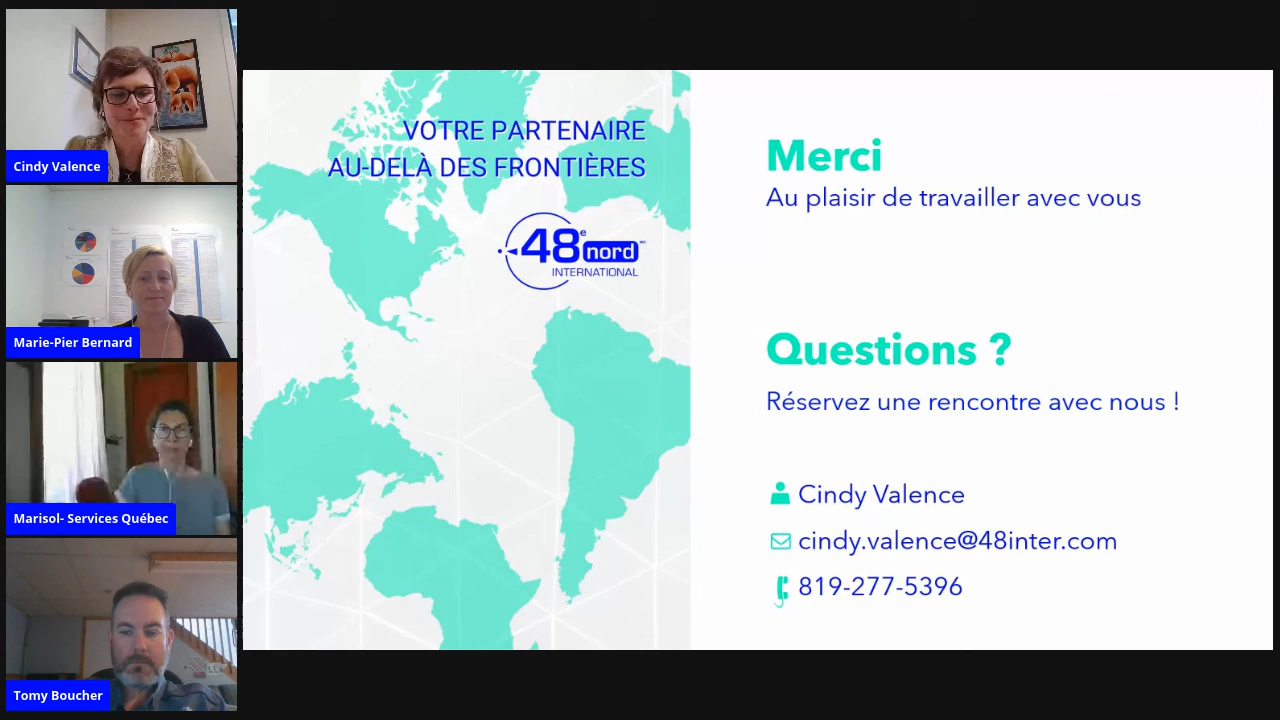 Cindy Valence
Marie-Pier Bernard
Marisol- Services Québec
Tomy Boucher
VOTRE PARTENAIRE
AU-DELÀ DES FRONTIÈRES
48e nord
INTERNATIONAL
Merci
Au plaisir de travailler avec vous
Questions ?
Réservez une rencontre avec nous !
Cindy Valence
cindy.valence@48inter.com
819-277-5396